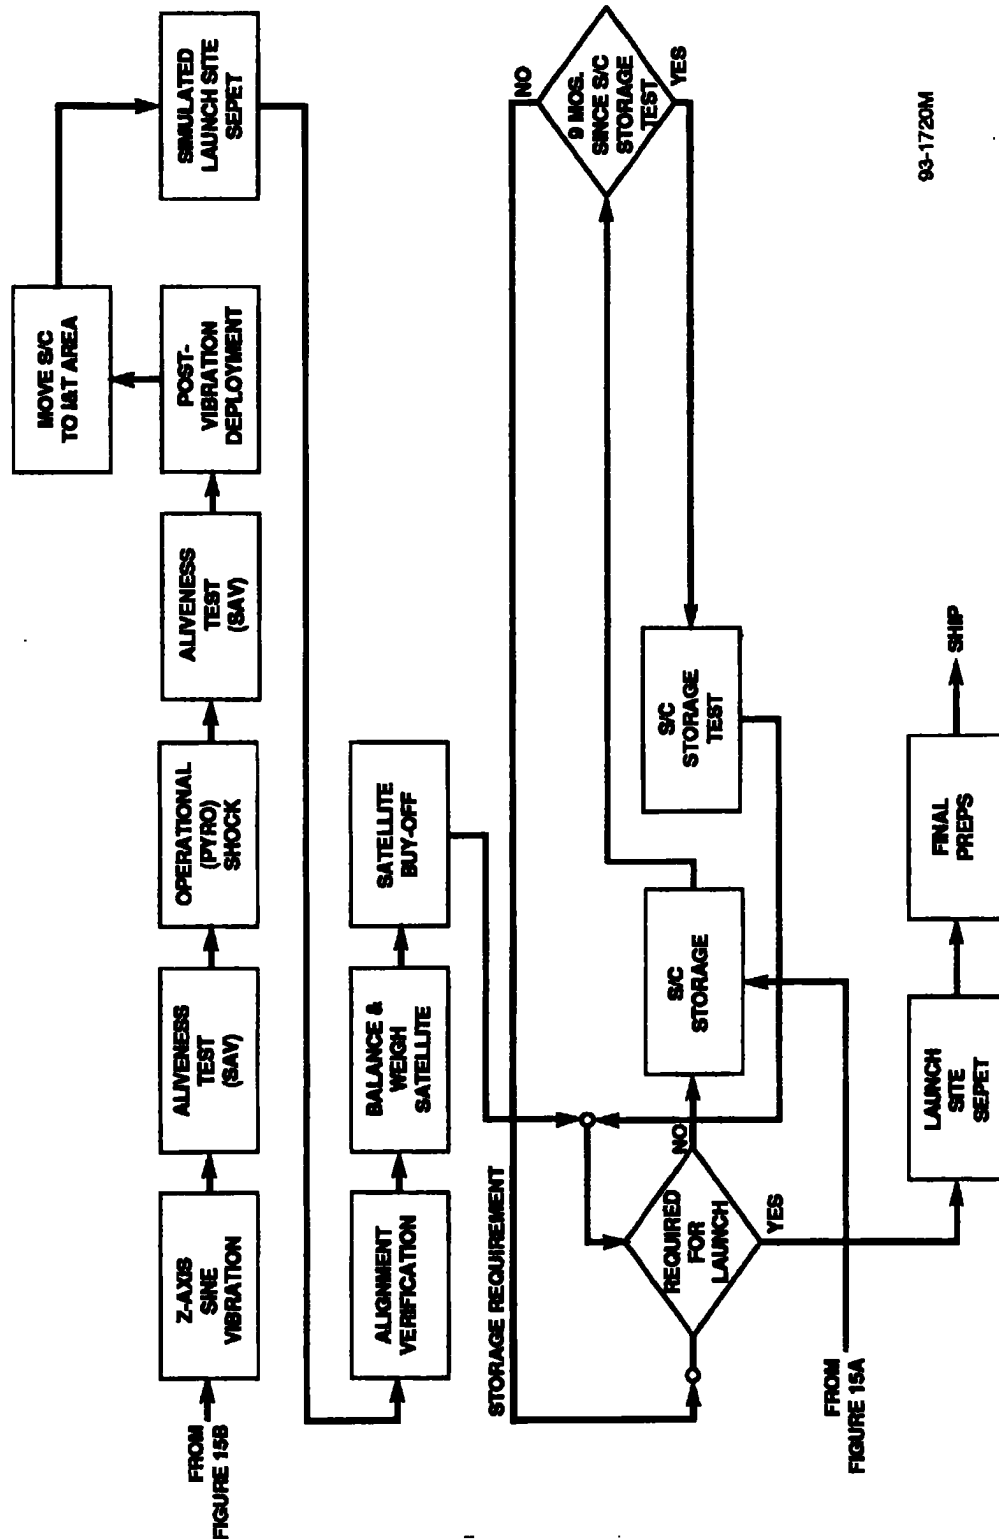 FROM
FIGURE 15B
Z-AXIS
SINE
VIBRATION
ALIVENESS
TEST
(SAV)
OPERATIONAL
(PYRO)
SHOCK
ALIVENESS
TEST
(SAV)
POST-
VIBRATION
DEPLOYMENT
MOVE S/C
TO I&T AREA
SIMULATED
LAUNCH SITE
SEPET
ALIGNMENT
VERIFICATION
BALANCE &
WEIGH
SATELLITE
SATELLITE
BUY-OFF
STORAGE REQUIREMENT
REQUIRED
FOR
LAUNCH
NO
YES
S/C
STORAGE
S/C
STORAGE
TEST
9 MOS.
SINCE S/C
STORAGE
TEST
NO
YES
FROM
FIGURE 15A
LAUNCH
SITE
SEPET
FINAL
PREPS
SHIP
93-1720M